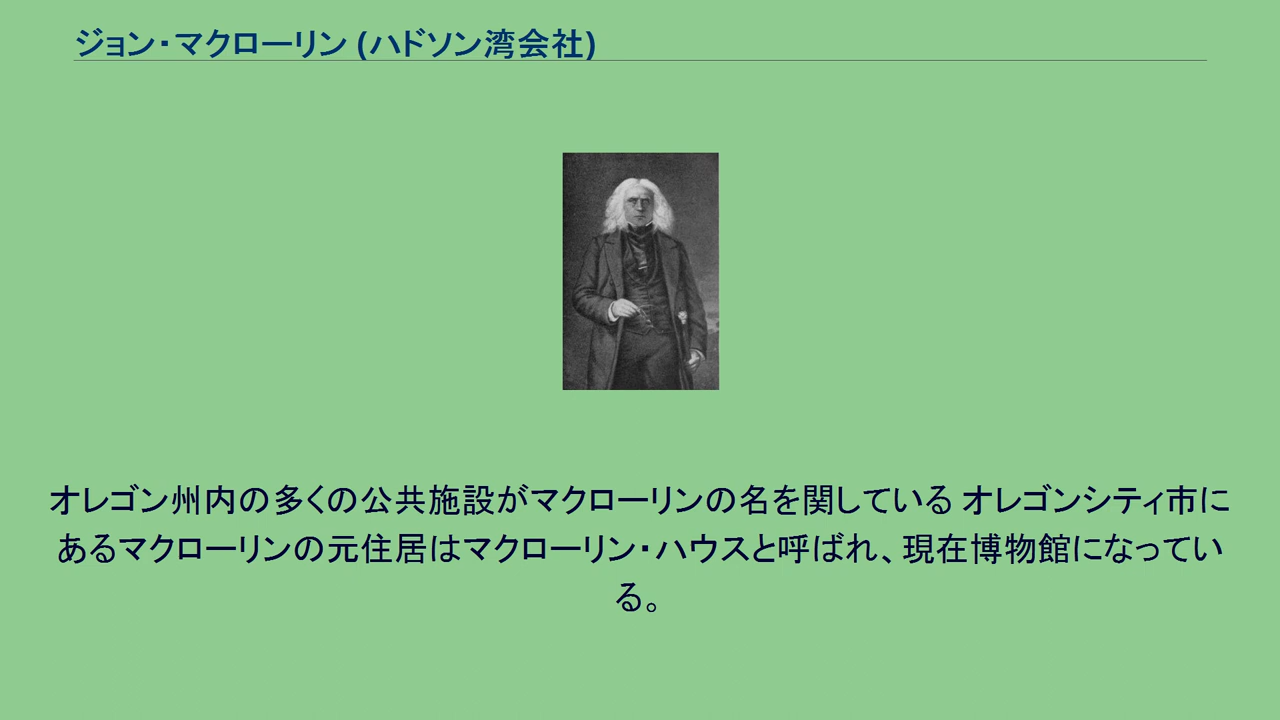 ジョン・マクローリン (ハドソン湾会社)
オレゴン州内の多くの公共施設がマクローリンの名を関している オレゴンシティ市に
あるマクローリンの元住居はマクローリン・ハウスと呼ばれ、現在博物館になってい
る。